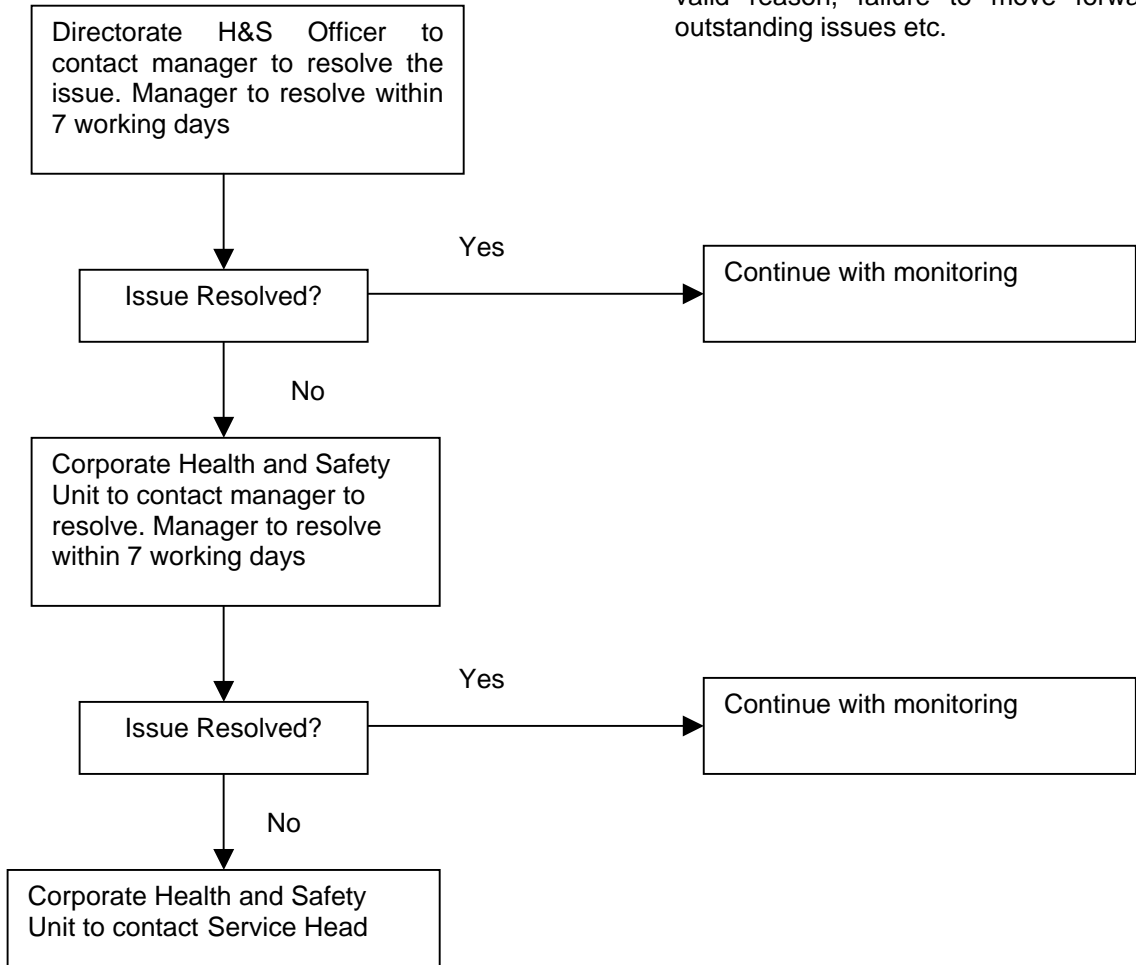 valid reason, failure to move forwa
outstanding issues etc.
Directorate H&S Officer to
contact manager to resolve the
issue. Manager to resolve within
7 working days
Yes
Issue Resolved?
Continue with monitoring
No
Corporate Health and Safety
Unit to contact manager to
resolve. Manager to resolve
within 7 working days
Yes
Issue Resolved?
Continue with monitoring
No
Corporate Health and Safety
Unit to contact Service Head